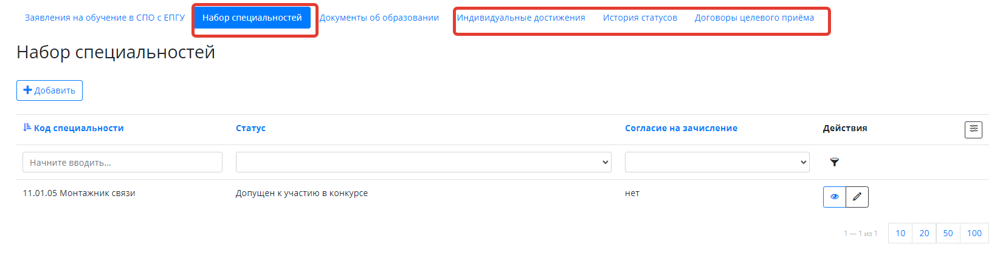 Заявления на обучение в СПО с ЕПГУ Набор специальностей Документы об образовании Индивидуальные достижения История статусов Договоры целевого приёма
Набор специальностей
Добавить
Код специальности Статус Согласие на зачисление Действия
Начните вводить...
11.01.05 Монтажник связи Допущен к участию в конкурсе нет
1 — 1 из 1 10 20 50 100